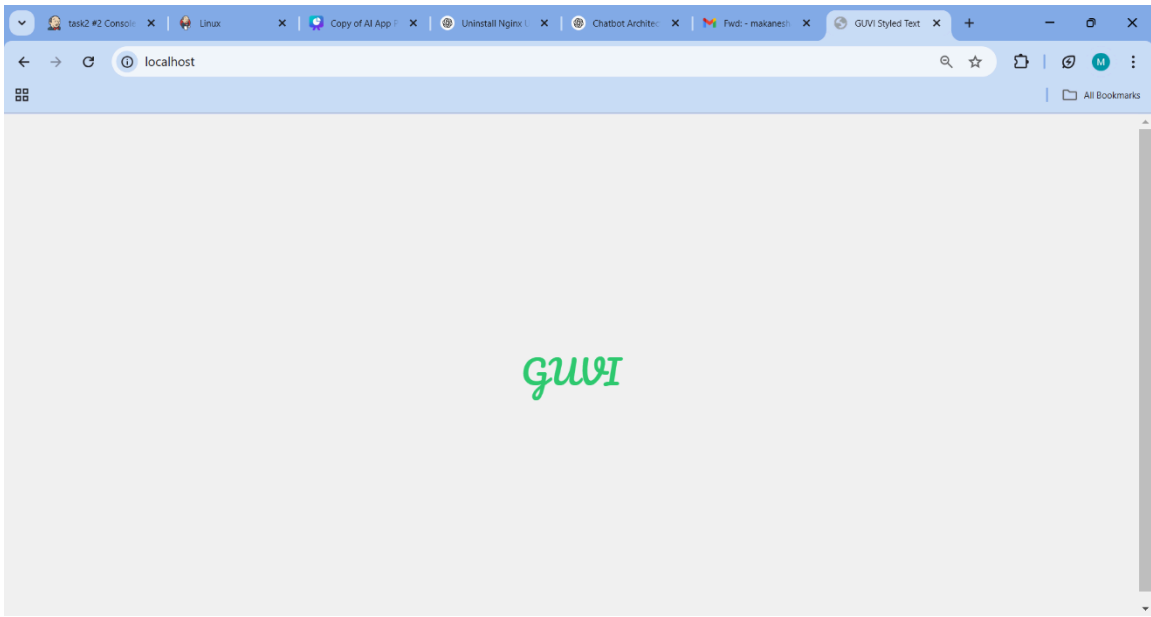 task2 #2 Console
Linux
Copy of AI App F
Uninstall Nginx U
Chatbot Architec
Fwd: - makanesh
GUVI Styled Text
localhost
M
All Bookmarks
GUVI